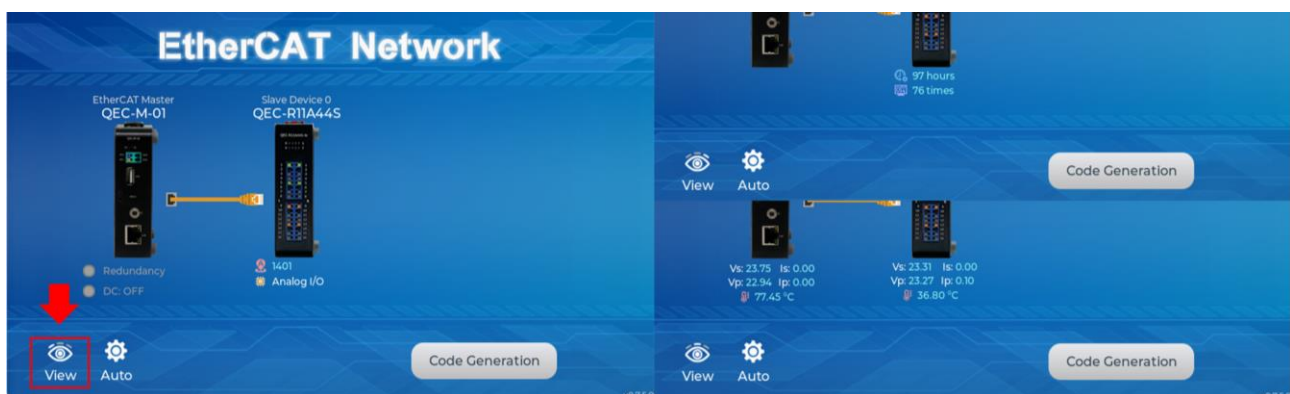 EtherCAT Network
EtherCAT Master
QEC-M-01
Slave Device 0
QEC-R11A44S
Redundancy
DC: OFF
1401
Analog I/O
View
Auto
Code Generation
97 hours
76 times
View
Auto
Code Generation
Vs: 23.75 Is: 0.00
Vp: 22.94 Ip: 0.00
77.45 °C
Vs: 23.31 Is: 0.00
Vp: 23.27 Ip: 0.10
36.80 °C
View
Auto
Code Generation